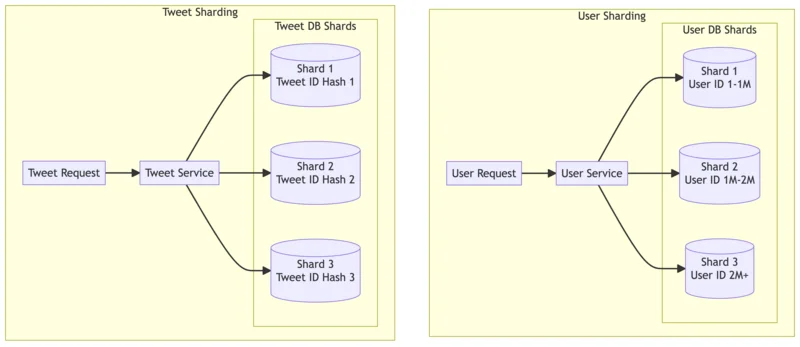 Tweet Sharding
Tweet DB Shards
Shard 1
Tweet ID Hash 1
Tweet Request
Tweet Service
Shard 2
Tweet ID Hash 2
Shard 3
Tweet ID Hash 3
User Sharding
User DB Shards
Shard 1
User ID 1-1M
User Request
User Service
Shard 2
User ID 1M-2M
Shard 3
User ID 2M+